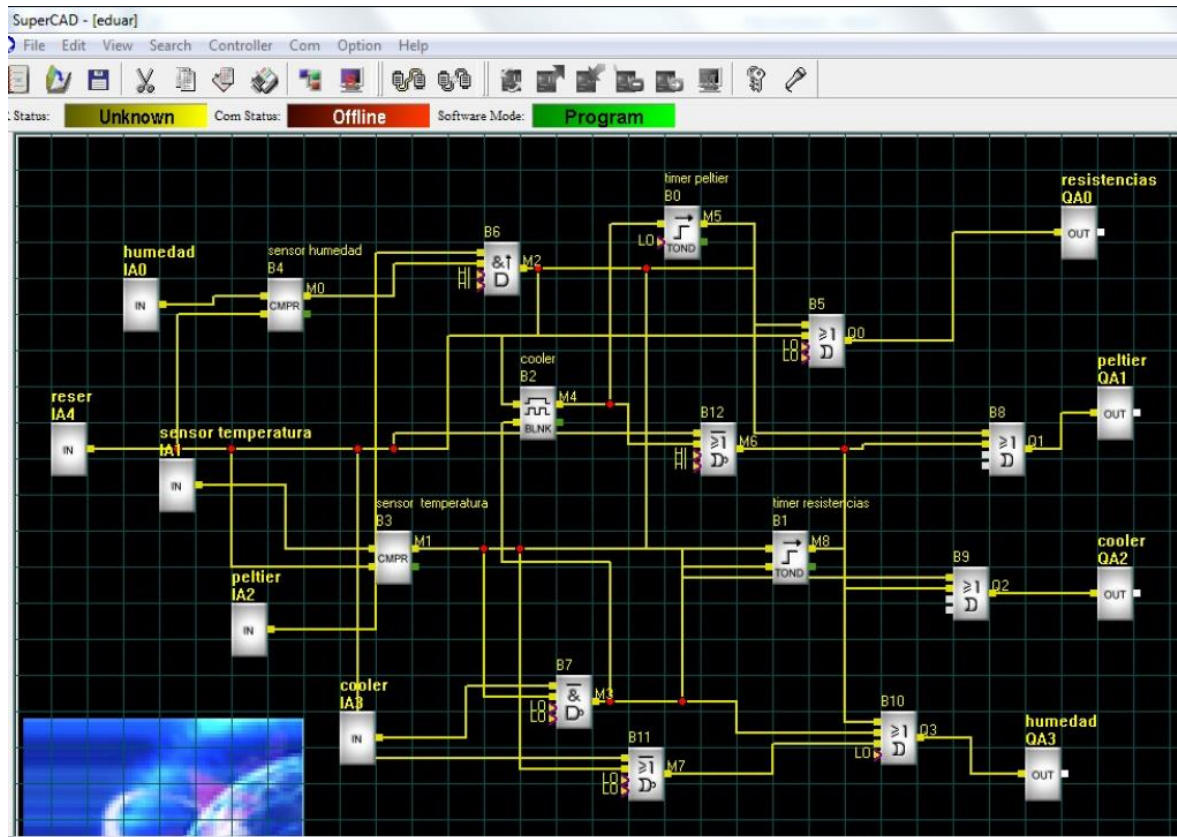 SuperCAD - [eduar]
File Edit View Search Controller Com Option Help
Status: Unknown Com Status: Offline Software Mode: Program
timer peltier
B0
M5
LO
TOND
resistencias
QA0
OUT
B6
&↑
D
M2
HI
HI
humedad
IA0
IN
sensor humedad
B4
M0
CMPR
B5
≥1
D
Q0
LO
LO
cooler
B2
M4
BLNK
peltier
QA1
OUT
reser
IA4
IN
sensor temperatura
IA1
IN
B12
≥1
D
M6
HI
HI
B8
≥1
D
Q1
sensor temperatura
B3
M1
CMPR
timer resistencias
B1
M8
TOND
cooler
QA2
OUT
peltier
IA2
IN
B9
≥1
D
Q2
B7
&
D
M3
LO
LO
cooler
IA3
IN
B10
≥1
D
Q3
LO
humedad
QA3
OUT
B11
≥1
D
M7
LO
LO